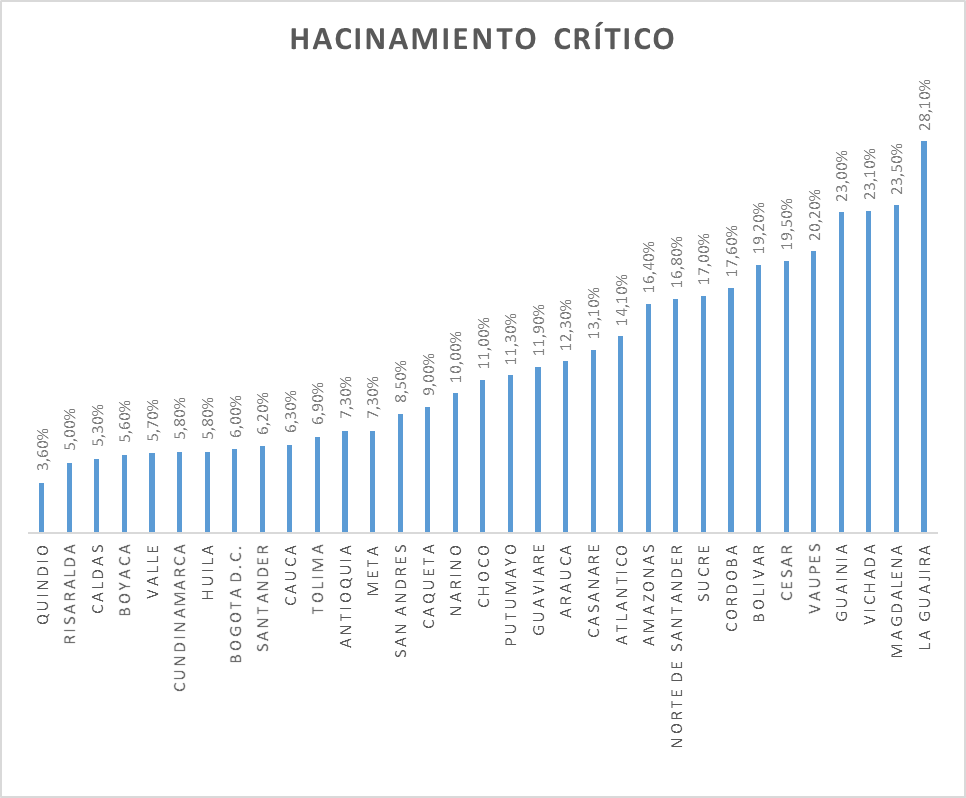 HACINAMIENTO CRÍTICO
3,60%
5,00%
5,30%
5,60%
5,70%
5,80%
5,80%
6,00%
6,20%
6,30%
6,90%
7,30%
7,30%
8,50%
9,00%
10,00%
11,00%
11,30%
11,90%
12,30%
13,10%
14,10%
16,40%
16,80%
17,00%
17,60%
19,20%
19,50%
20,20%
23,00%
23,10%
23,50%
28,10%
QUINDIO
RISARALDA
CALDAS
BOYACA
VALLE
CUNDINAMARCA
HUILA
BOGOTA D.C.
SANTANDER
CAUCA
TOLIMA
ANTIOQUIA
META
SAN ANDRES
CAQUETA
NARINO
CHOCO
PUTUMAYO
GUAVIARE
ARAUCA
CASANARE
ATLANTICO
AMAZONAS
NORTE DE SANTANDER
SUCRE
CORDOBA
BOLIVAR
CESAR
VAUPES
GUAINIA
VICHADA
MAGDALENA
LA GUAJIRA